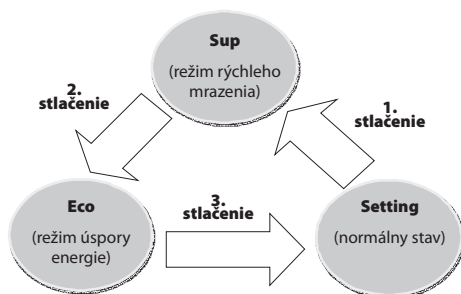 Sup
(režim rýchleho
mrazenia)
2.
stlačenie
1.
stlačenie
Eco
(režim úspory
energie)
3.
stlačenie
Setting
(normálny stav)